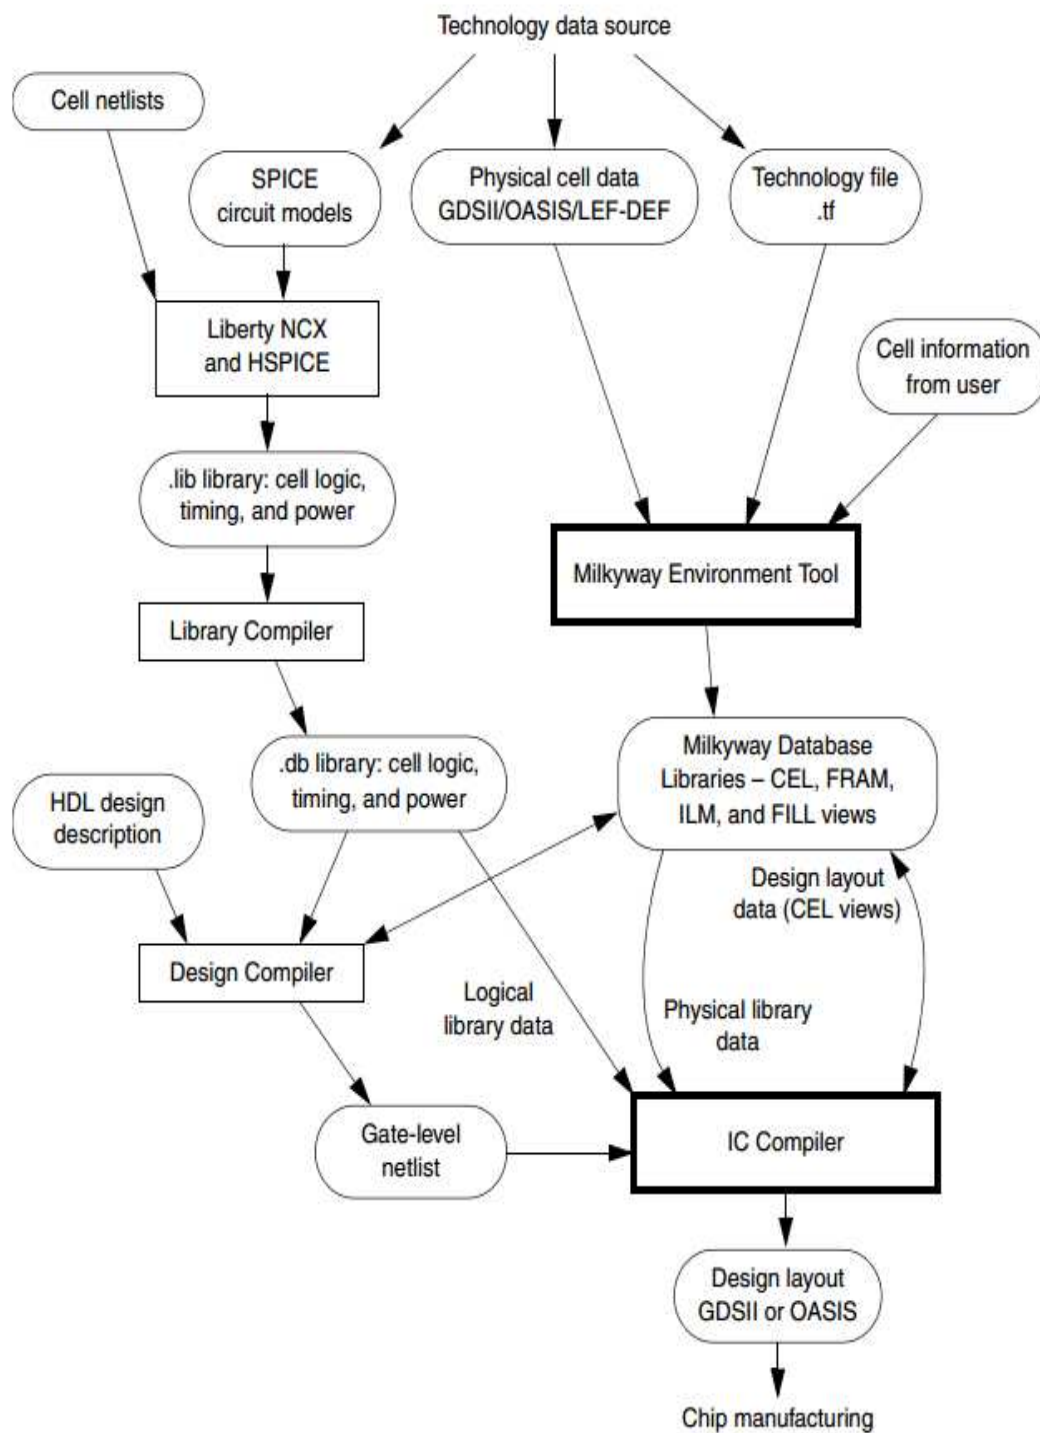 Technology data source
Cell netlists
SPICE
circuit models
Physical cell data
GDSII/OASIS/LEF-DEF
Technology file
.tf
Liberty NCX
and HSPICE
Cell information
from user
.lib library: cell logic,
timing, and power
Milkyway Environment Tool
Library Compiler
.db library: cell logic,
timing, and power
Milkyway Database
Libraries – CEL, FRAM,
ILM, and FILL views
HDL design
description
Design layout
data (CEL views)
Design Compiler
Logical
library data
Physical library
data
Gate-level
netlist
IC Compiler
Design layout
GDSII or OASIS
Chip manufacturing